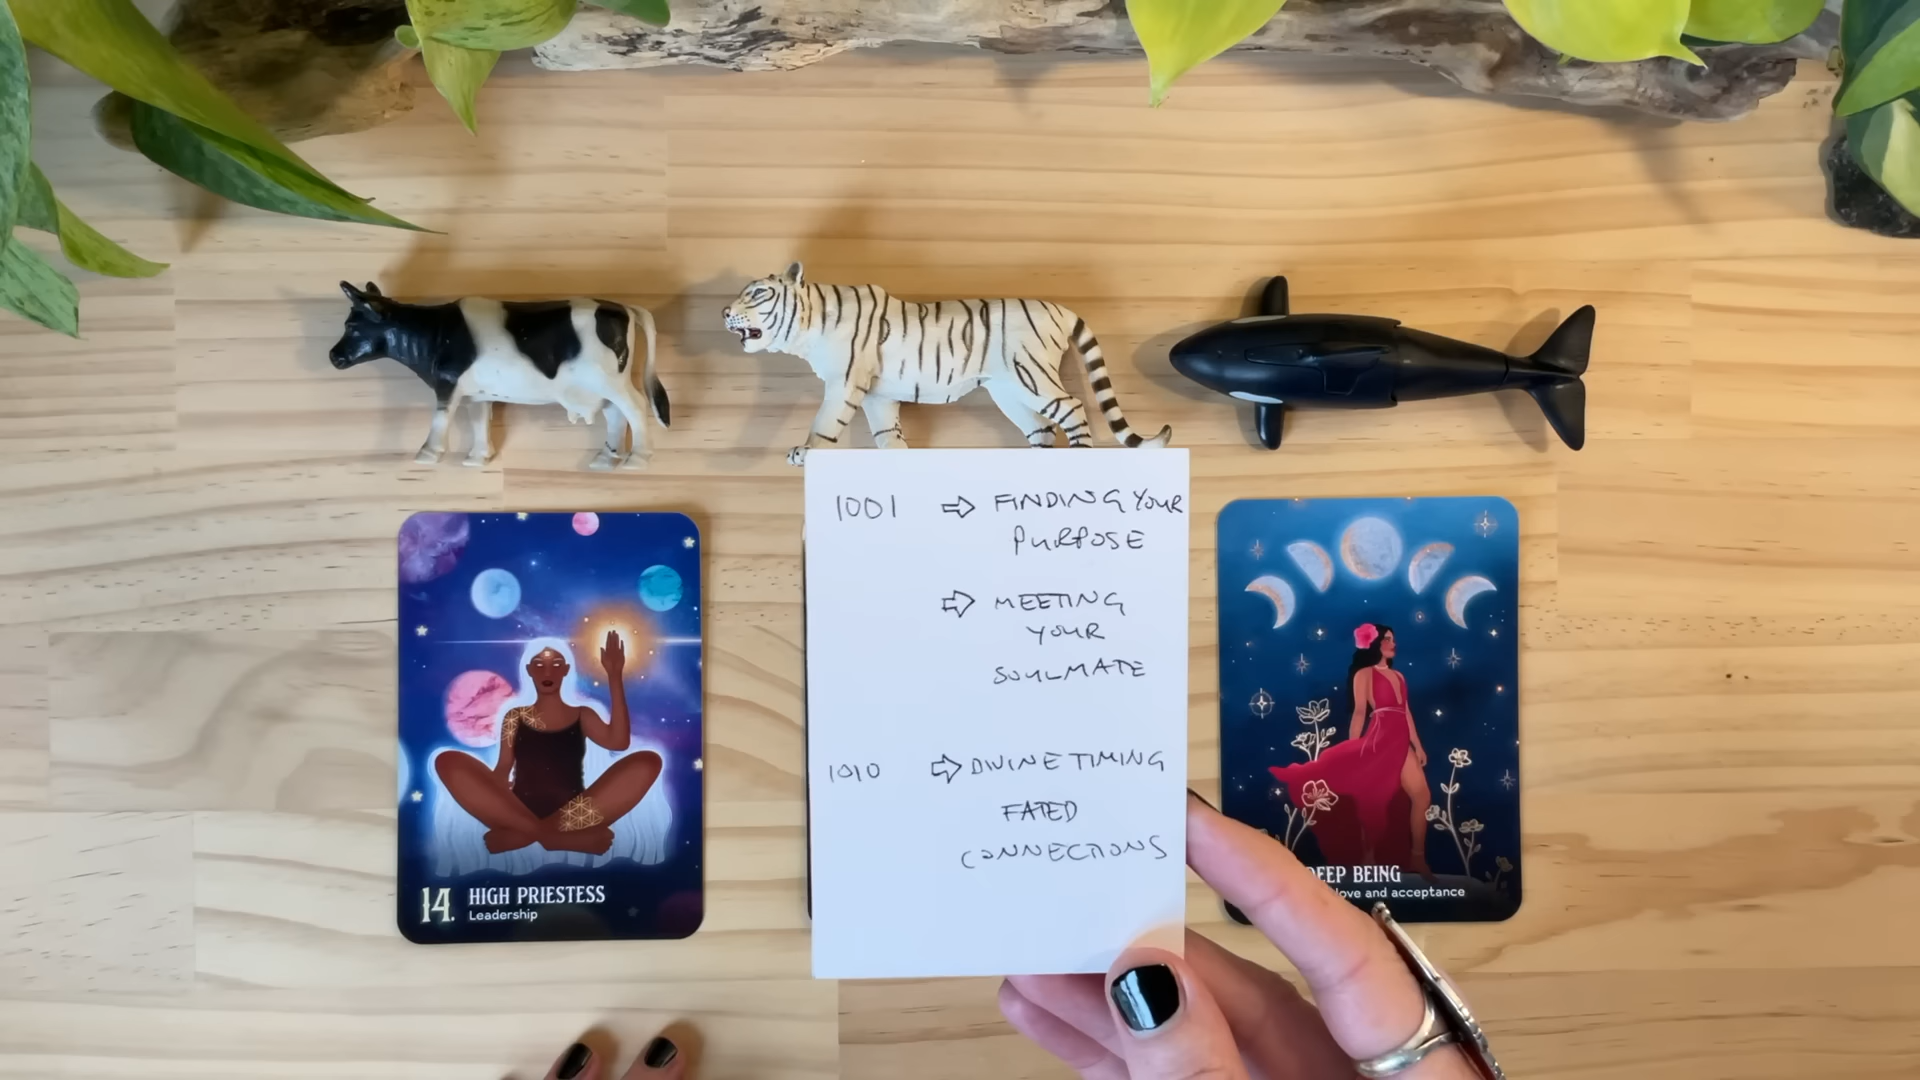 1001 ⇨ FINDING YOUR
PURPOSE
⇨ MEETING
YOUR
SOULMATE
1010 ⇨ DIVINE TIMING
FATED
CONNECTIONS
14. HIGH PRIESTESS
Leadership
DEEP BEING
love and acceptance